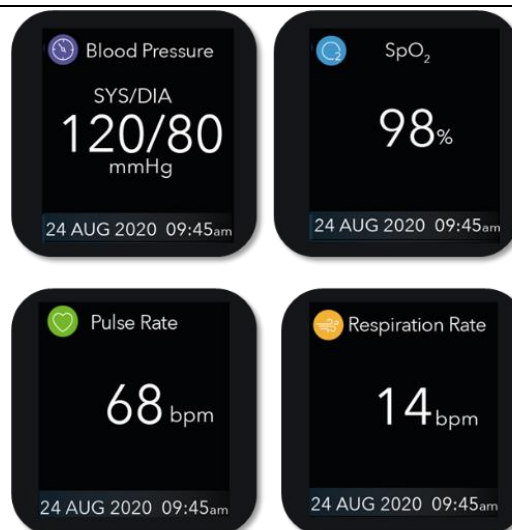 Blood Pressure
SYS/DIA
120/80
mmHg
24 AUG 2020 09:45am
SpO₂
98%
24 AUG 2020 09:45am
Pulse Rate
68 bpm
24 AUG 2020 09:45am
Respiration Rate
14 bpm
24 AUG 2020 09:45am